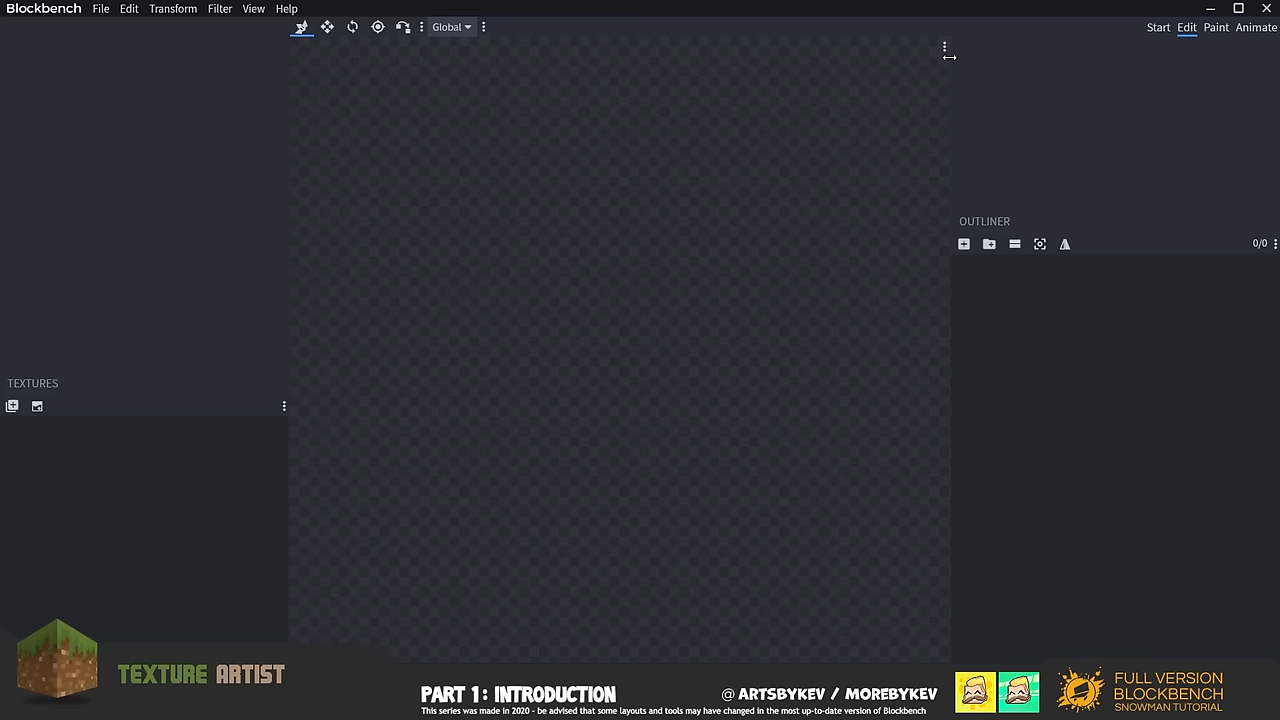 Blockbench File Edit Transform Filter View Help
Global
Start Edit Paint Animate
OUTLINER
0/0
TEXTURES
TEXTURE ARTIST
PART 1: INTRODUCTION
@ ARTSBYKEV / MOREBYKEV
This series was made in 2020 - be advised that some layouts and tools may have changed in the most up-to-date version of Blockbench
FULL VERSION
BLOCKBENCH
SNOWMAN TUTORIAL